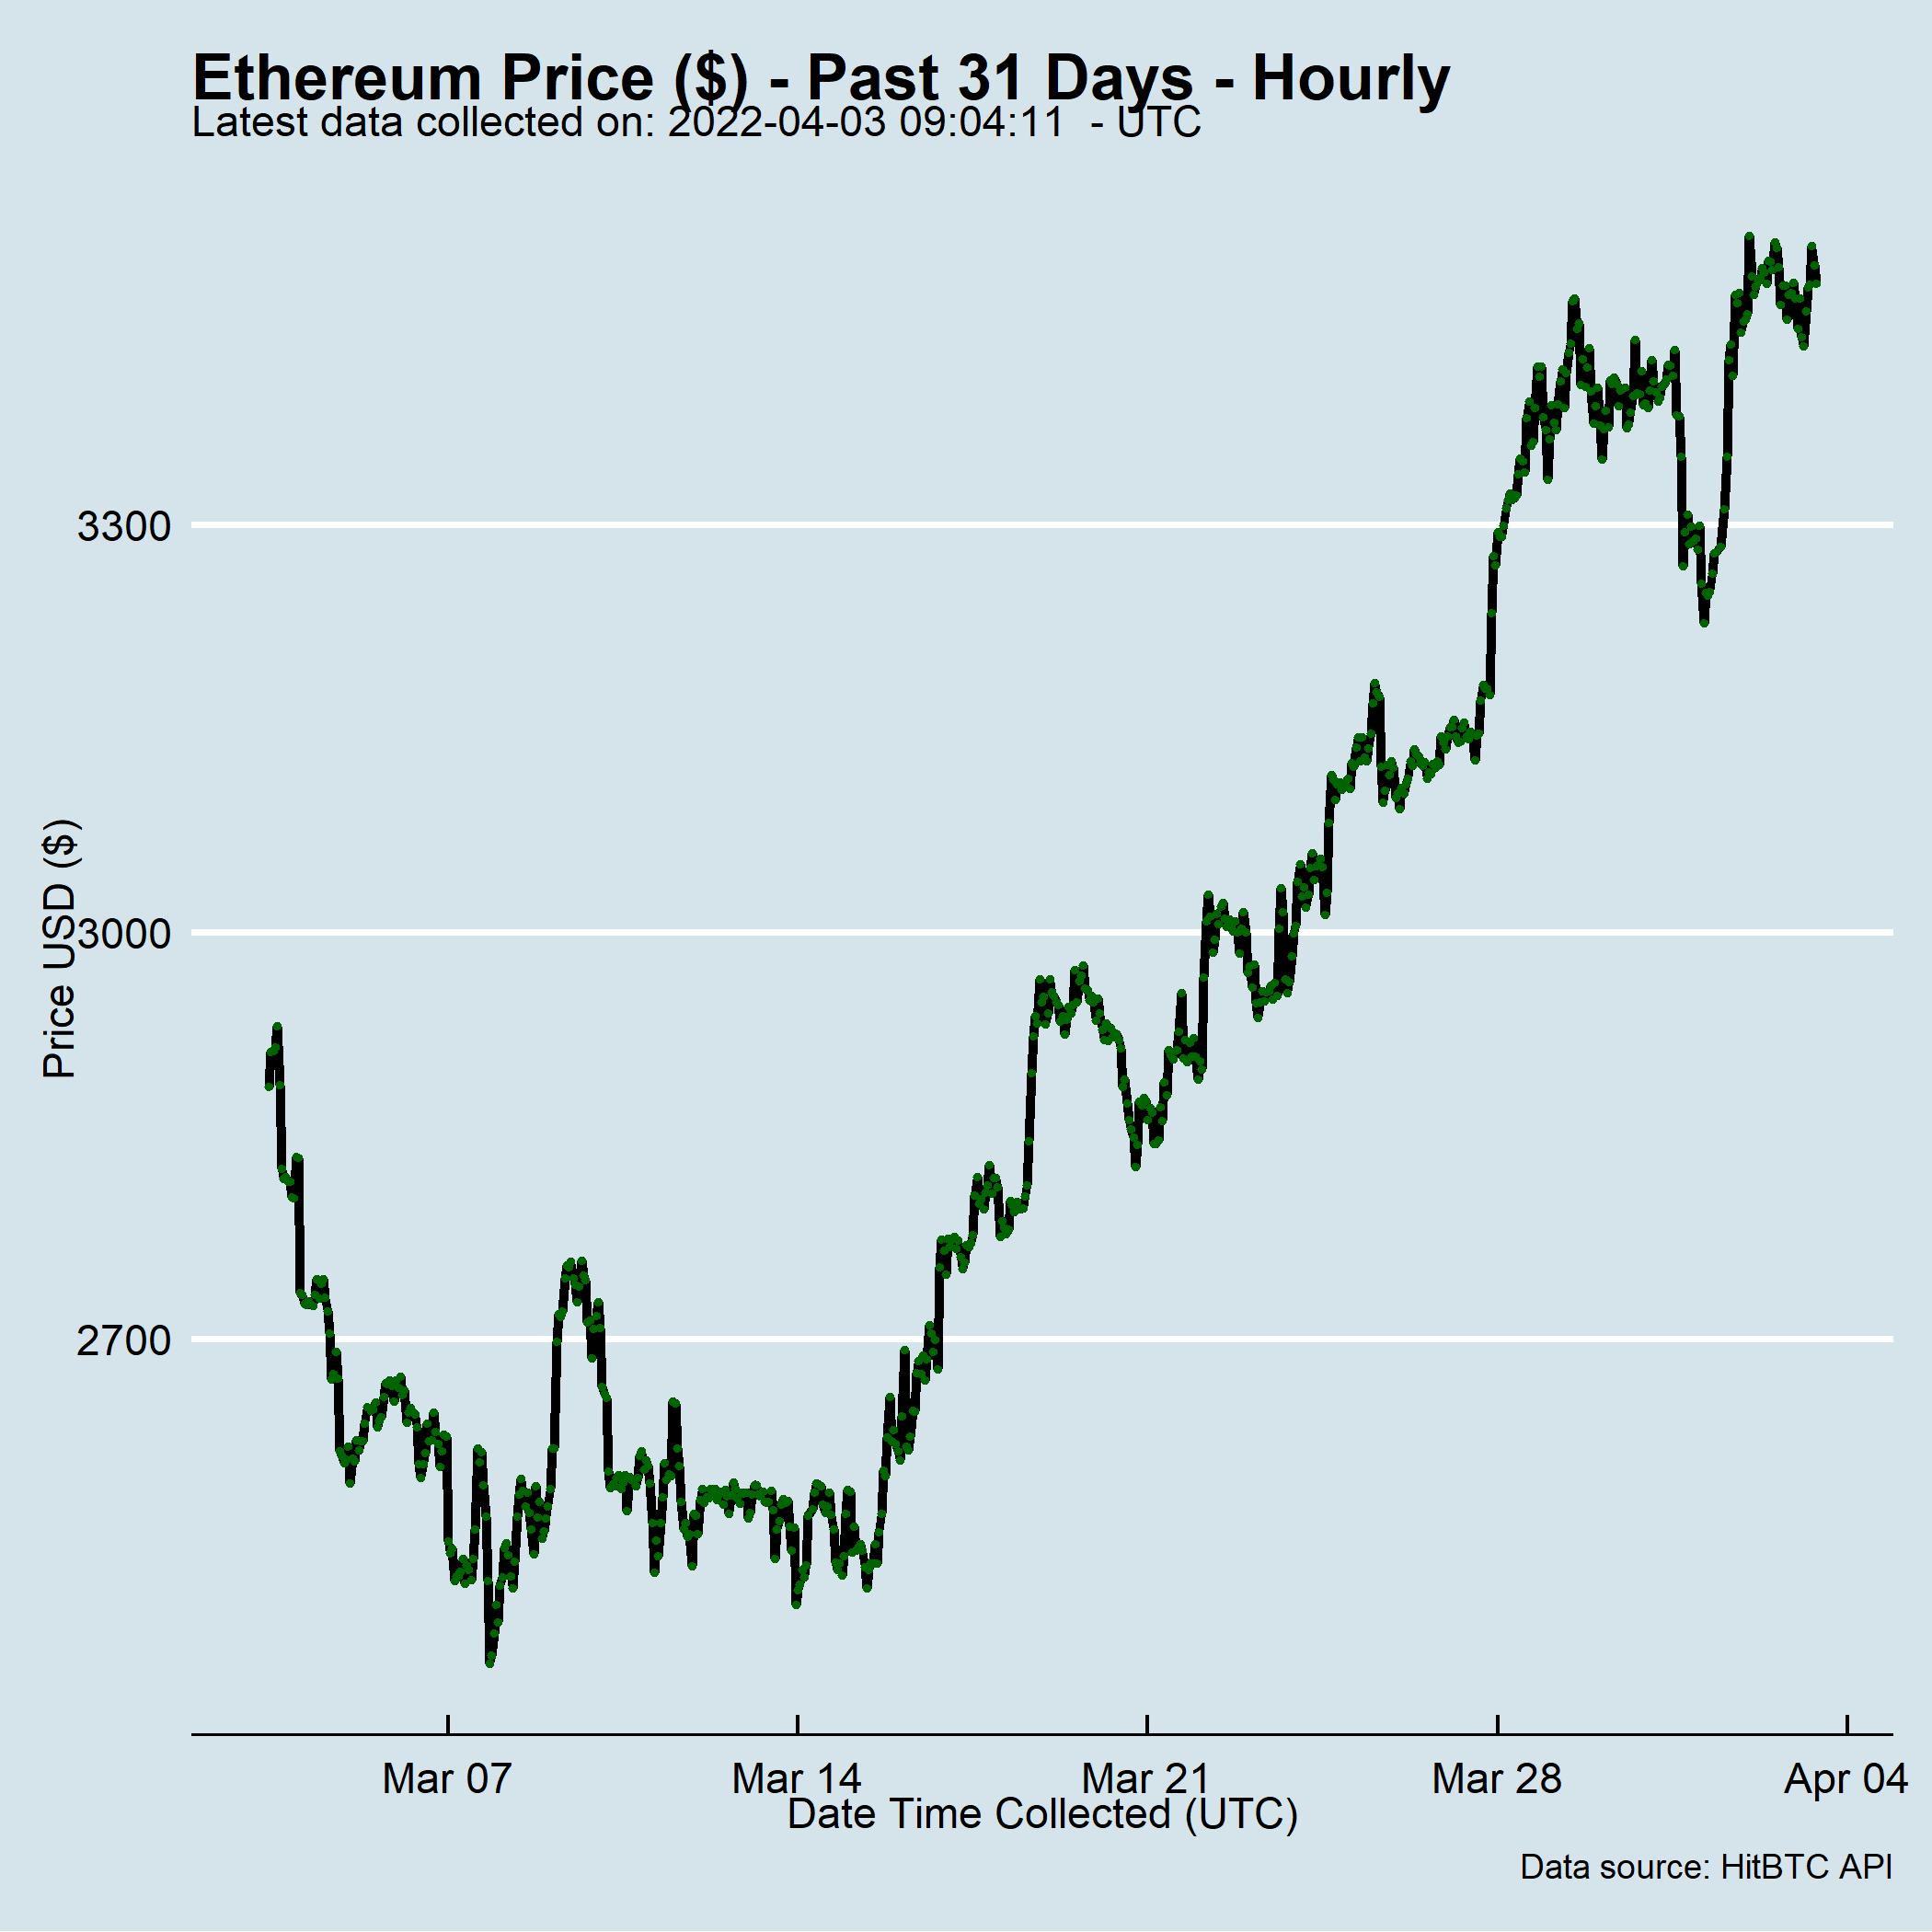 Ethereum Price ($) - Past 31 Days - Hourly
Latest data collected on: 2022-04-03 09:04:11  - UTC
Price USD ($)
3300
3000
2700
Mar 07
Mar 14
Mar 21
Mar 28
Apr 04
Date Time Collected (UTC)
Data source: HitBTC API